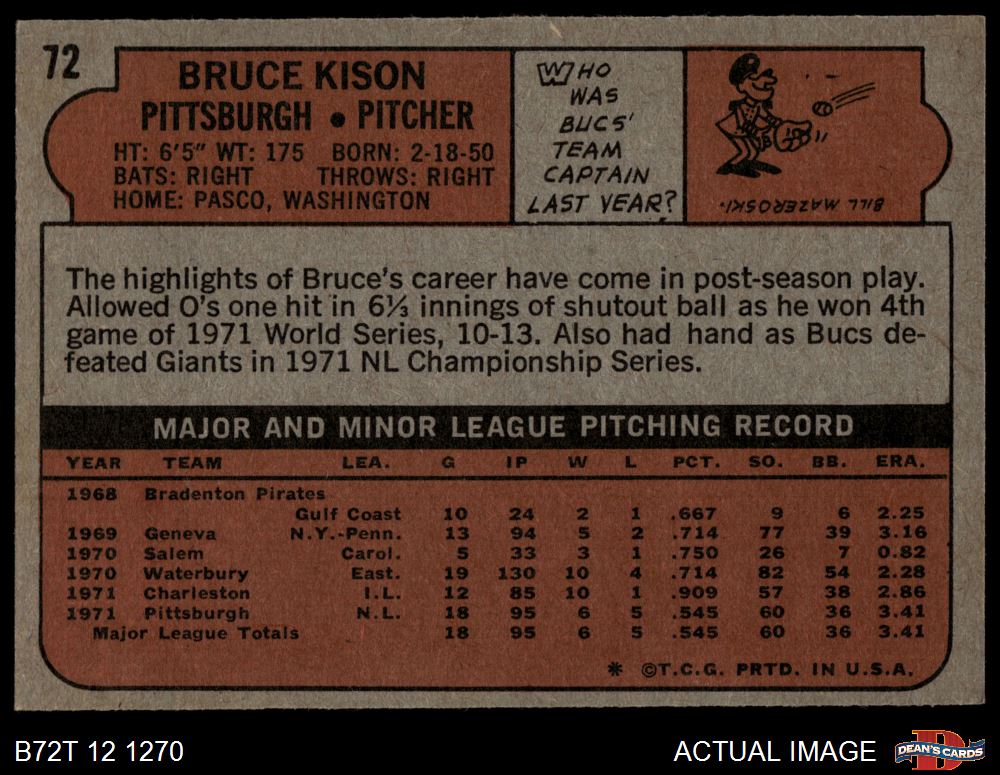 72
BRUCE KISON
PITTSBURGH • PITCHER
HT: 6'5" WT: 175 BORN: 2-18-50
BATS: RIGHT THROWS: RIGHT
HOME: PASCO, WASHINGTON
WHO
WAS
BUCS'
TEAM
CAPTAIN
LAST YEAR?
BILL MAZEROSKI.
The highlights of Bruce's career have come in post-season play.
Allowed O's one hit in 6⅓ innings of shutout ball as he won 4th
game of 1971 World Series, 10-13. Also had hand as Bucs de-
feated Giants in 1971 NL Championship Series.
MAJOR AND MINOR LEAGUE PITCHING RECORD
YEAR TEAM LEA. G IP W L PCT. SO. BB. ERA.
1968 Bradenton Pirates
Gulf Coast 10 24 2 1 .667 9 6 2.25
1969 Geneva N.Y.-Penn. 13 94 5 2 .714 77 39 3.16
1970 Salem Carol. 5 33 3 1 .750 26 7 0.82
1970 Waterbury East. 19 130 10 4 .714 82 54 2.28
1971 Charleston I.L. 12 85 10 1 .909 57 38 2.86
1971 Pittsburgh N.L. 18 95 6 5 .545 60 36 3.41
Major League Totals 18 95 6 5 .545 60 36 3.41
* ©T.C.G. PRTD. IN U.S.A.
B72T 12 1270
ACTUAL IMAGE
DEAN'S CARDS